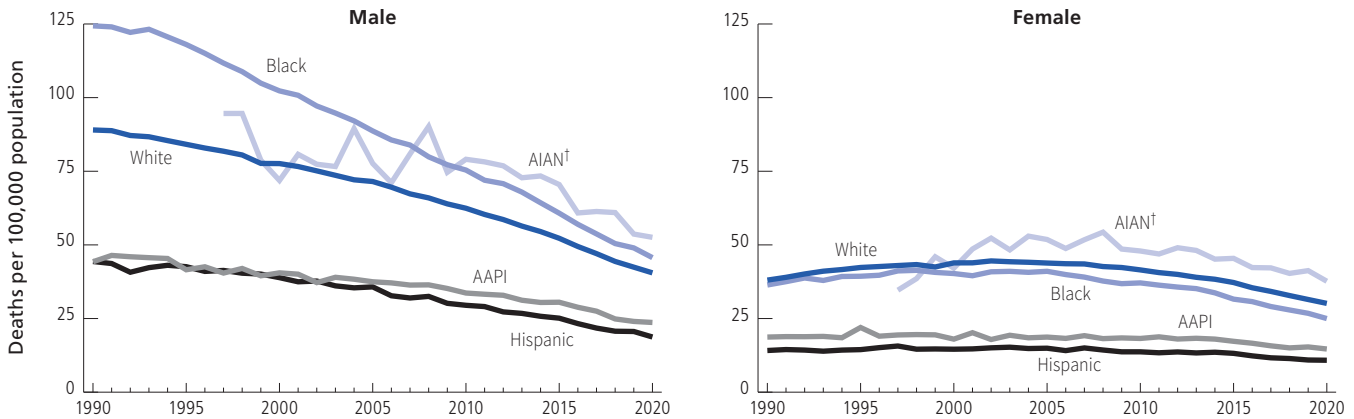 Male
Deaths per 100,000 population
125
100
75
50
25
0
Black
White
AIAN†
AAPI
Hispanic
1990 1995 2000 2005 2010 2015 2020
Female
125
100
75
50
25
0
AIAN†
White
Black
AAPI
Hispanic
1990 1995 2000 2005 2010 2015 2020